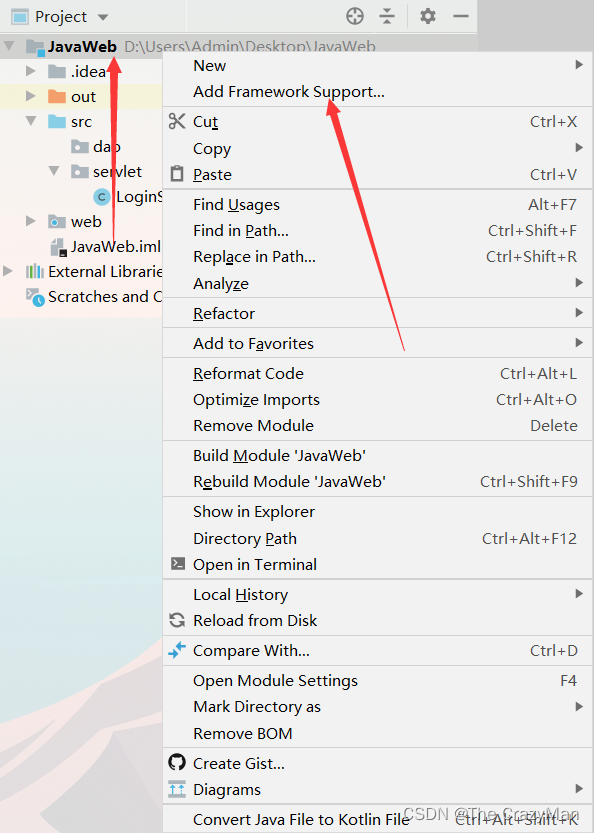 Project
JavaWeb D:\Users\Admin\Desktop\JavaWeb
.idea
out
src
dao
servlet
LoginS
web
JavaWeb.iml
External Librarie
Scratches and C
New
Add Framework Support...
Cut Ctrl+X
Copy
Paste Ctrl+V
Find Usages Alt+F7
Find in Path... Ctrl+Shift+F
Replace in Path... Ctrl+Shift+R
Analyze
Refactor
Add to Favorites
Reformat Code Ctrl+Alt+L
Optimize Imports Ctrl+Alt+O
Remove Module Delete
Build Module 'JavaWeb'
Rebuild Module 'JavaWeb' Ctrl+Shift+F9
Show in Explorer
Directory Path Ctrl+Alt+F12
Open in Terminal
Local History
Reload from Disk
Compare With... Ctrl+D
Open Module Settings F4
Mark Directory as
Remove BOM
Create Gist...
Diagrams
Convert Java File to Kotlin File Ctrl+Alt+Shift+K
CSDN @The CrazyMan